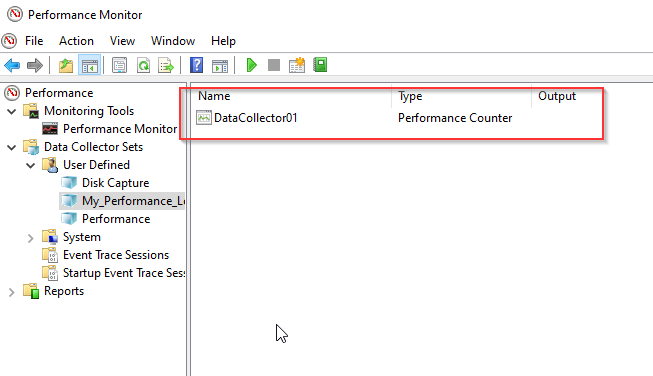 Performance Monitor
File Action View Window Help
Performance
Monitoring Tools
Performance Monitor
Data Collector Sets
User Defined
Disk Capture
My_Performance_L
Performance
System
Event Trace Sessions
Startup Event Trace Ses
Reports
Name Type Output
DataCollector01 Performance Counter